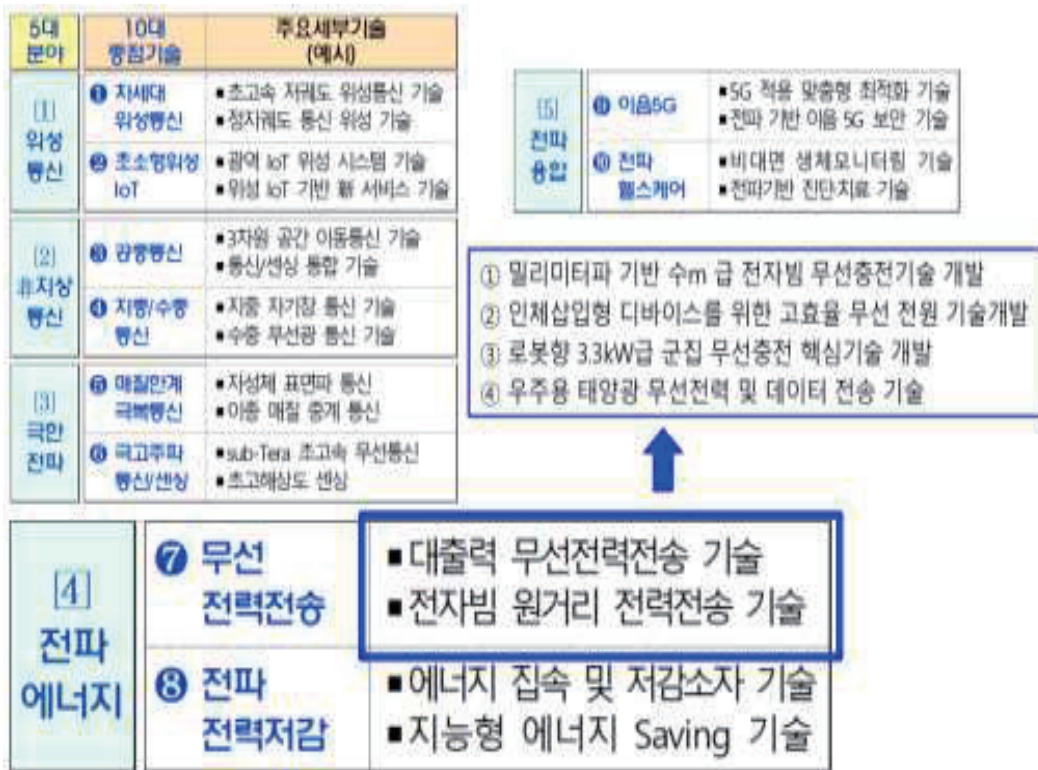 5대 분야
10대 중점기술
주요세부기술 (예시)
[1] 위성 통신
❶ 차세대 위성통신
▪초고속 저궤도 위성통신 기술
▪정지궤도 통신 위성 기술
❷ 초소형위성 IoT
▪광역 IoT 위성 시스템 기술
▪위성 IoT 기반 新 서비스 기술
[2] 非지상 통신
❸ 공중통신
▪3차원 공간 이동통신 기술
▪통신/센싱 통합 기술
❹ 지중/수중 통신
▪지중 자기장 통신 기술
▪수중 무선광 통신 기술
[3] 극한 전파
❺ 매질한계 극복통신
▪자성체 표면파 통신
▪이종 매질 중계 통신
❻ 극고주파 통신/센싱
▪sub-Tera 초고속 무선통신
▪초고해상도 센싱
[4] 전파 에너지
❼ 무선 전력전송
▪대출력 무선전력전송 기술
▪전자빔 원거리 전력전송 기술
❽ 전파 전력저감
▪에너지 집속 및 저감소자 기술
▪지능형 에너지 Saving 기술
[5] 전파 융합
❾ 이음5G
▪5G 적용 맞춤형 최적화 기술
▪전파 기반 이음 5G 보안 기술
❿ 전파 헬스케어
▪비대면 생체모니터링 기술
▪전파기반 진단·치료 기술
① 밀리미터파 기반 수m 급 전자빔 무선충전기술 개발
② 인체삽입형 디바이스를 위한 고효율 무선 전원 기술개발
③ 로봇향 3.3kW급 군집 무선충전 핵심기술 개발
④ 우주용 태양광 무선전력 및 데이터 전송 기술